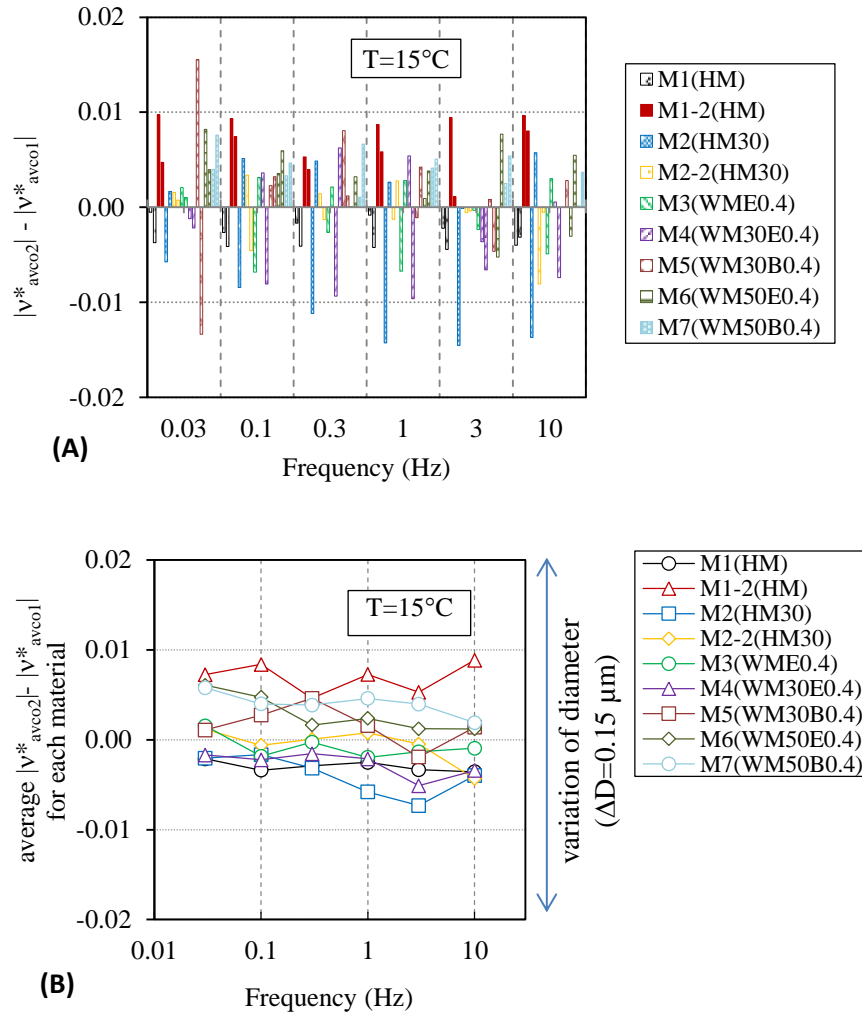 0.02
0.01
0.00
-0.01
-0.02
|ν*avco2| - |ν*avco1|
T=15°C
0.03 0.1 0.3 1 3 10
Frequency (Hz)
(A)
M1(HM)
M1-2(HM)
M2(HM30)
M2-2(HM30)
M3(WME0.4)
M4(WM30E0.4)
M5(WM30B0.4)
M6(WM50E0.4)
M7(WM50B0.4)
0.02
0.01
0.00
-0.01
-0.02
average |ν*avco2|- |ν*avco1|
for each material
T=15°C
0.01 0.1 1 10
Frequency (Hz)
(B)
variation of diameter
(ΔD=0.15 µm)
M1(HM)
M1-2(HM)
M2(HM30)
M2-2(HM30)
M3(WME0.4)
M4(WM30E0.4)
M5(WM30B0.4)
M6(WM50E0.4)
M7(WM50B0.4)